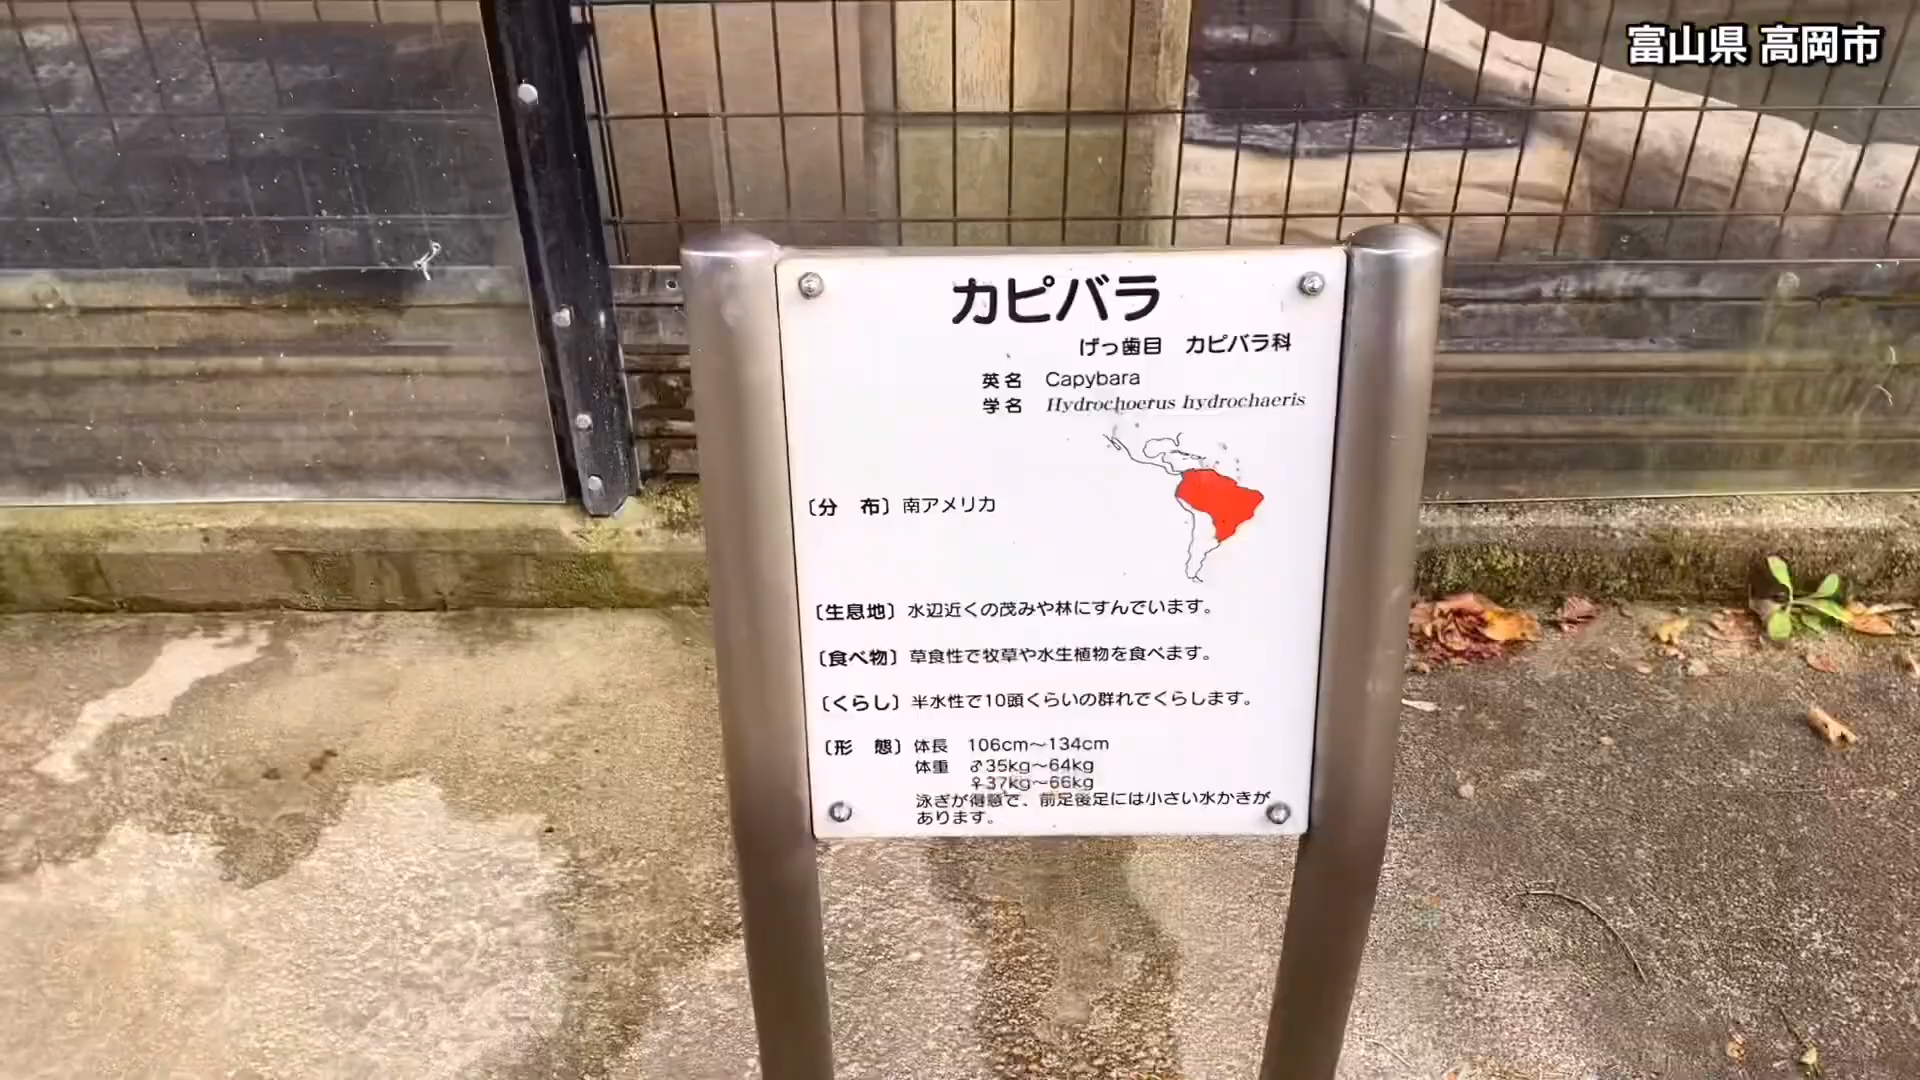 富山県 高岡市
カピバラ
げっ歯目 カピバラ科
英名 Capybara
学名 Hydrochoerus hydrochaeris
〔分 布〕南アメリカ
〔生息地〕水辺近くの茂みや林にすんでいます。
〔食べ物〕草食性で牧草や水生植物を食べます。
〔くらし〕半水性で10頭くらいの群れでくらします。
〔形 態〕体長 106cm〜134cm
体重 ♂35kg〜64kg
♀37kg〜66kg
泳ぎが得意で、前足後足には小さい水かきが
あります。